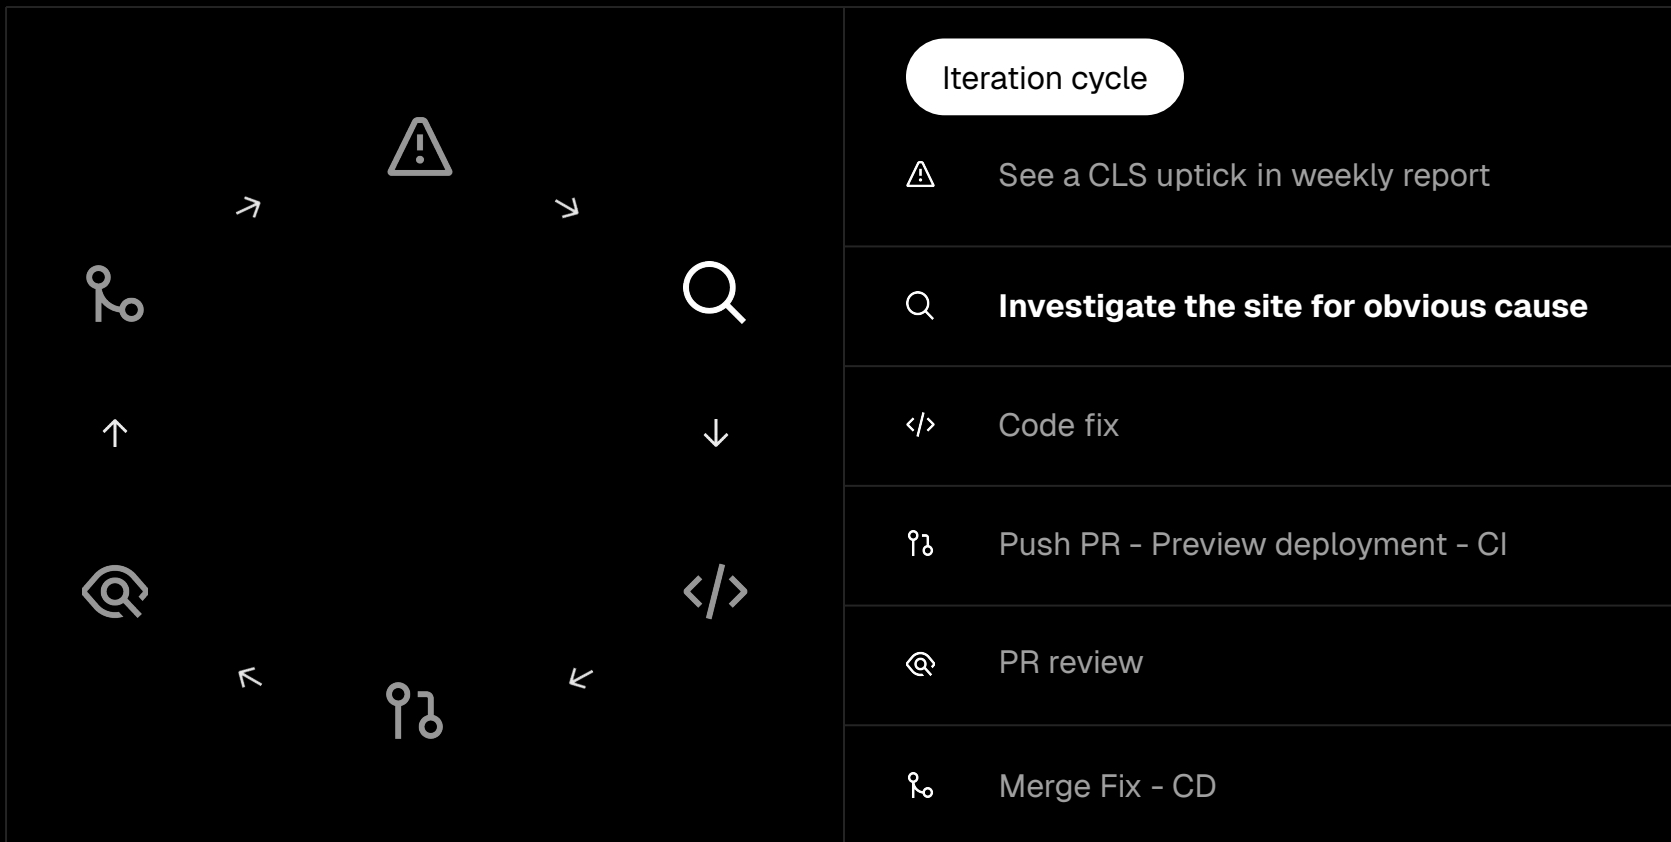 Iteration cycle
See a CLS uptick in weekly report
Investigate the site for obvious cause
Code fix
Push PR - Preview deployment - CI
PR review
Merge Fix - CD